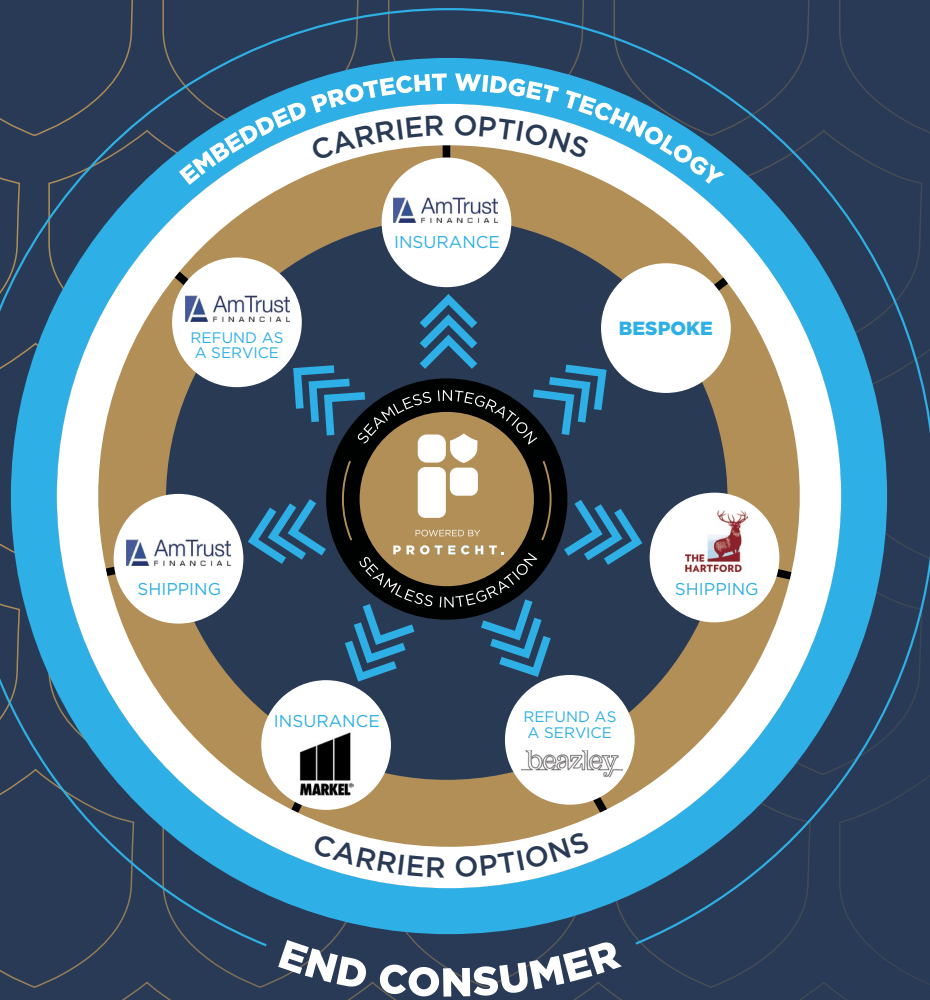 EMBEDDED PROTECHT WIDGET TECHNOLOGY
CARRIER OPTIONS
AmTrust
FINANCIAL
INSURANCE
AmTrust
FINANCIAL
REFUND AS
A SERVICE
BESPOKE
SEAMLESS INTEGRATION
POWERED BY
PROTECHT.
SEAMLESS INTEGRATION
AmTrust
FINANCIAL
SHIPPING
THE
HARTFORD
SHIPPING
INSURANCE
MARKEL®
REFUND AS
A SERVICE
beazley
CARRIER OPTIONS
END CONSUMER